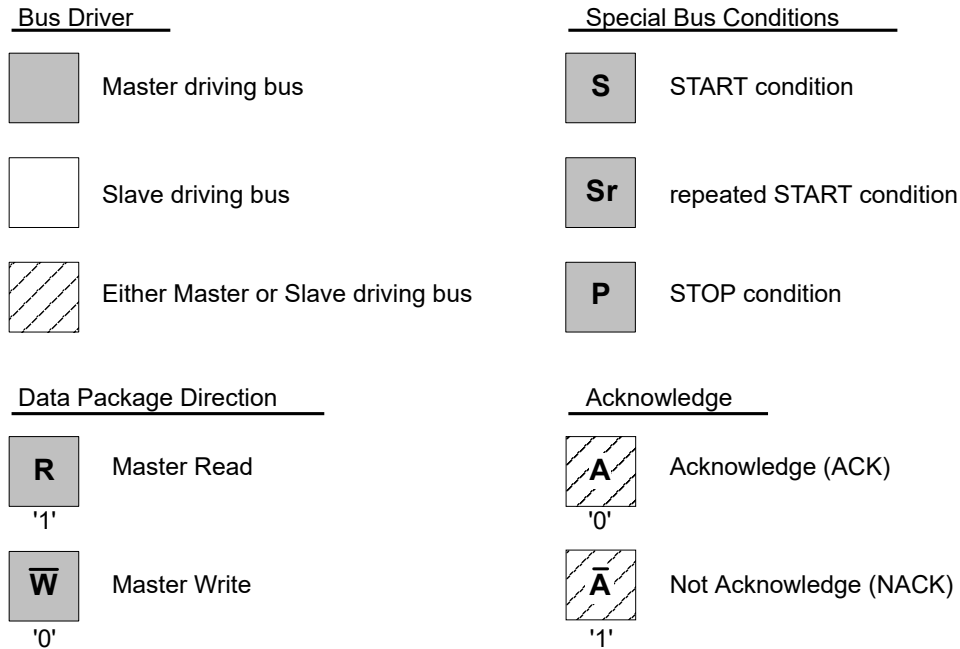 Bus Driver
Master driving bus
Slave driving bus
Either Master or Slave driving bus
Special Bus Conditions
S START condition
Sr repeated START condition
P STOP condition
Data Package Direction
R Master Read
'1'
W̅ Master Write
'0'
Acknowledge
A Acknowledge (ACK)
'0'
A̅ Not Acknowledge (NACK)
'1'